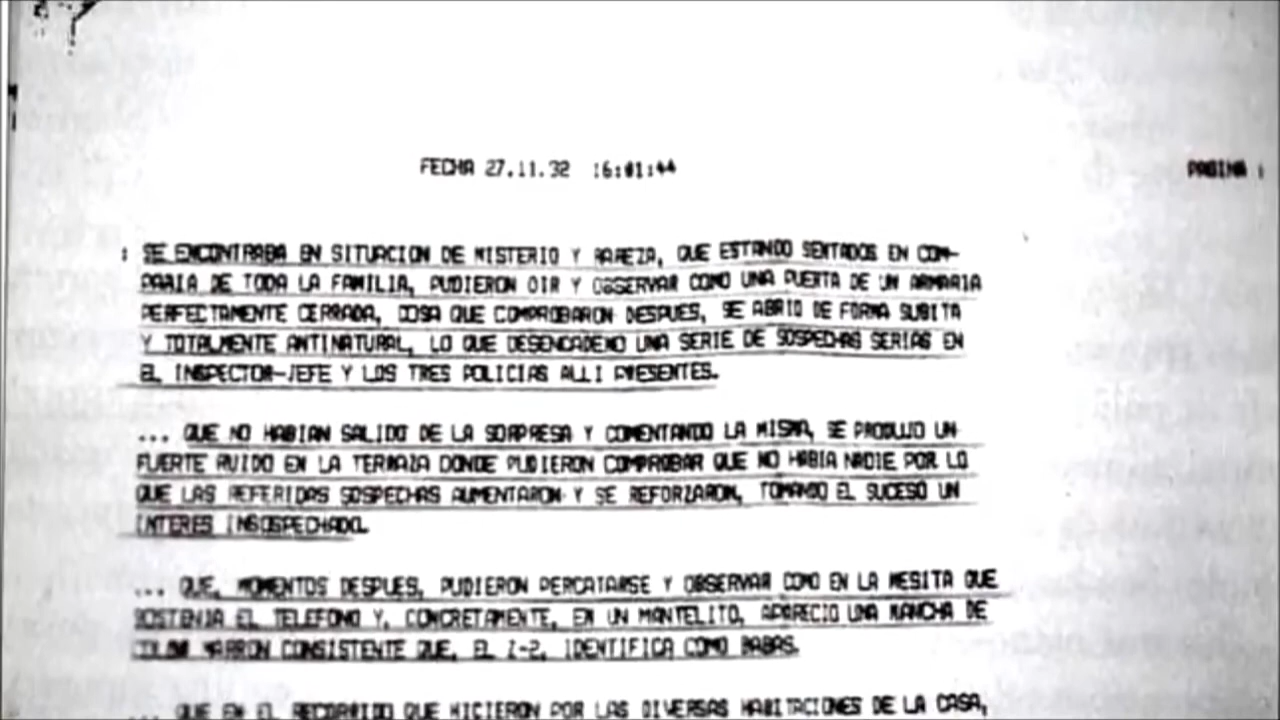 FECHA 27.11.92 16:01:44
PAGINA :
: SE ENCONTRABA EN SITUACION DE MISTERIO Y RAREZA, QUE ESTANDO SENTADOS EN COM-
PAÑIA DE TODA LA FAMILIA, PUDIERON OIR Y OBSERVAR COMO UNA PUERTA DE UN ARMARIA
PERFECTAMENTE CERRADA, COSA QUE COMPROBARON DESPUES, SE ABRIO DE FORMA SUBITA
Y TOTALMENTE ANTINATURAL, LO QUE DESENCADENO UNA SERIE DE SOSPECHAS SERIAS EN
EL INSPECTOR-JEFE Y LOS TRES POLICIAS ALLI PRESENTES.
... QUE NO HABIAN SALIDO DE LA SORPRESA Y COMENTANDO LA MISMA, SE PRODUJO UN
FUERTE RUIDO EN LA TERRAZA DONDE PUDIERON COMPROBAR QUE NO HABIA NADIE POR LO
QUE LAS REFERIDAS SOSPECHAS AUMENTARON Y SE REFORZARON, TOMANDO EL SUCESO UN
INTERES INSOSPECHADO.
... QUE, MOMENTOS DESPUES, PUDIERON PERCATARSE Y OBSERVAR COMO EN LA MESITA QUE
SOSTENIA EL TELEFONO Y, CONCRETAMENTE, EN UN MANTELITO, APARECIO UNA MANCHA DE
COLOR MARRON CONSISTENTE QUE, EL Z-2, IDENTIFICA COMO BABAS.
... QUE EN EL RECORRIDO QUE HICIERON POR LAS DIVERSAS HABITACIONES DE LA CASA,